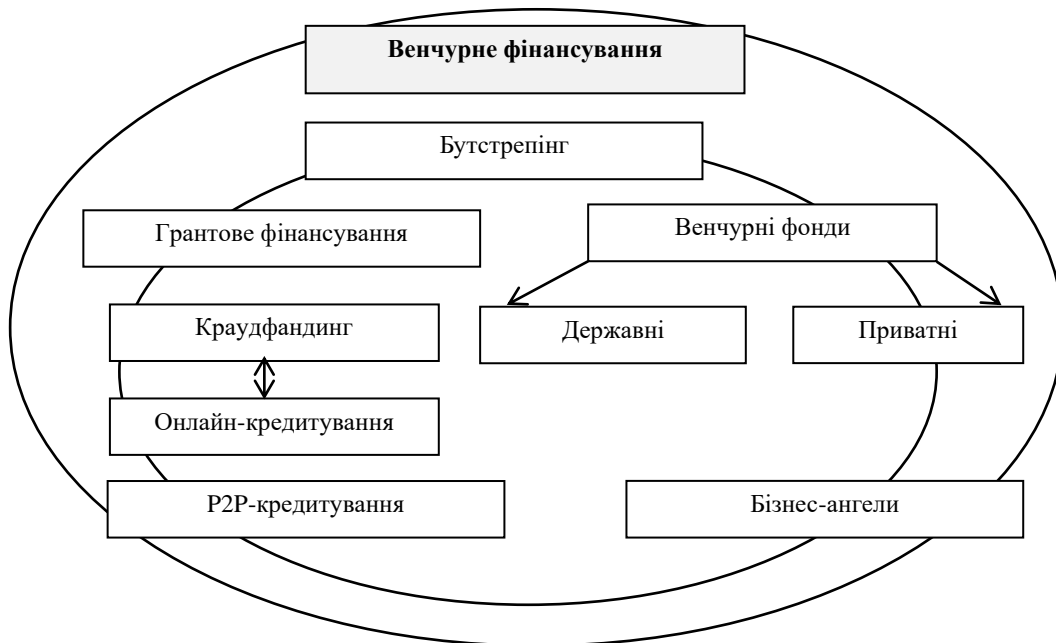 Венчурне фінансування
Бутстрепінг
Грантове фінансування
Венчурні фонди
Краудфандинг
Державні
Приватні
Онлайн-кредитування
P2P-кредитування
Бізнес-ангели